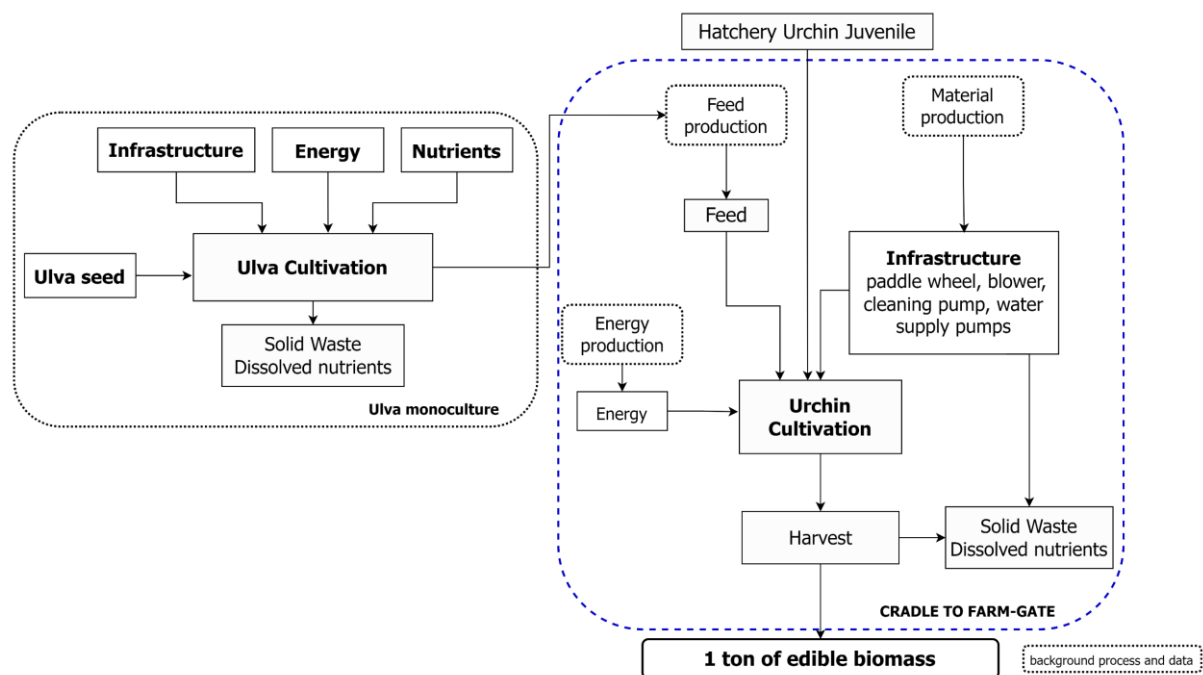 Hatchery Urchin Juvenile
Infrastructure
Energy
Nutrients
Ulva seed
Ulva Cultivation
Solid Waste
Dissolved nutrients
Ulva monoculture
Feed
production
Material
production
Feed
Infrastructure
paddle wheel, blower,
cleaning pump, water
supply pumps
Energy
production
Energy
Urchin
Cultivation
Harvest
Solid Waste
Dissolved nutrients
CRADLE TO FARM-GATE
1 ton of edible biomass
background process and data